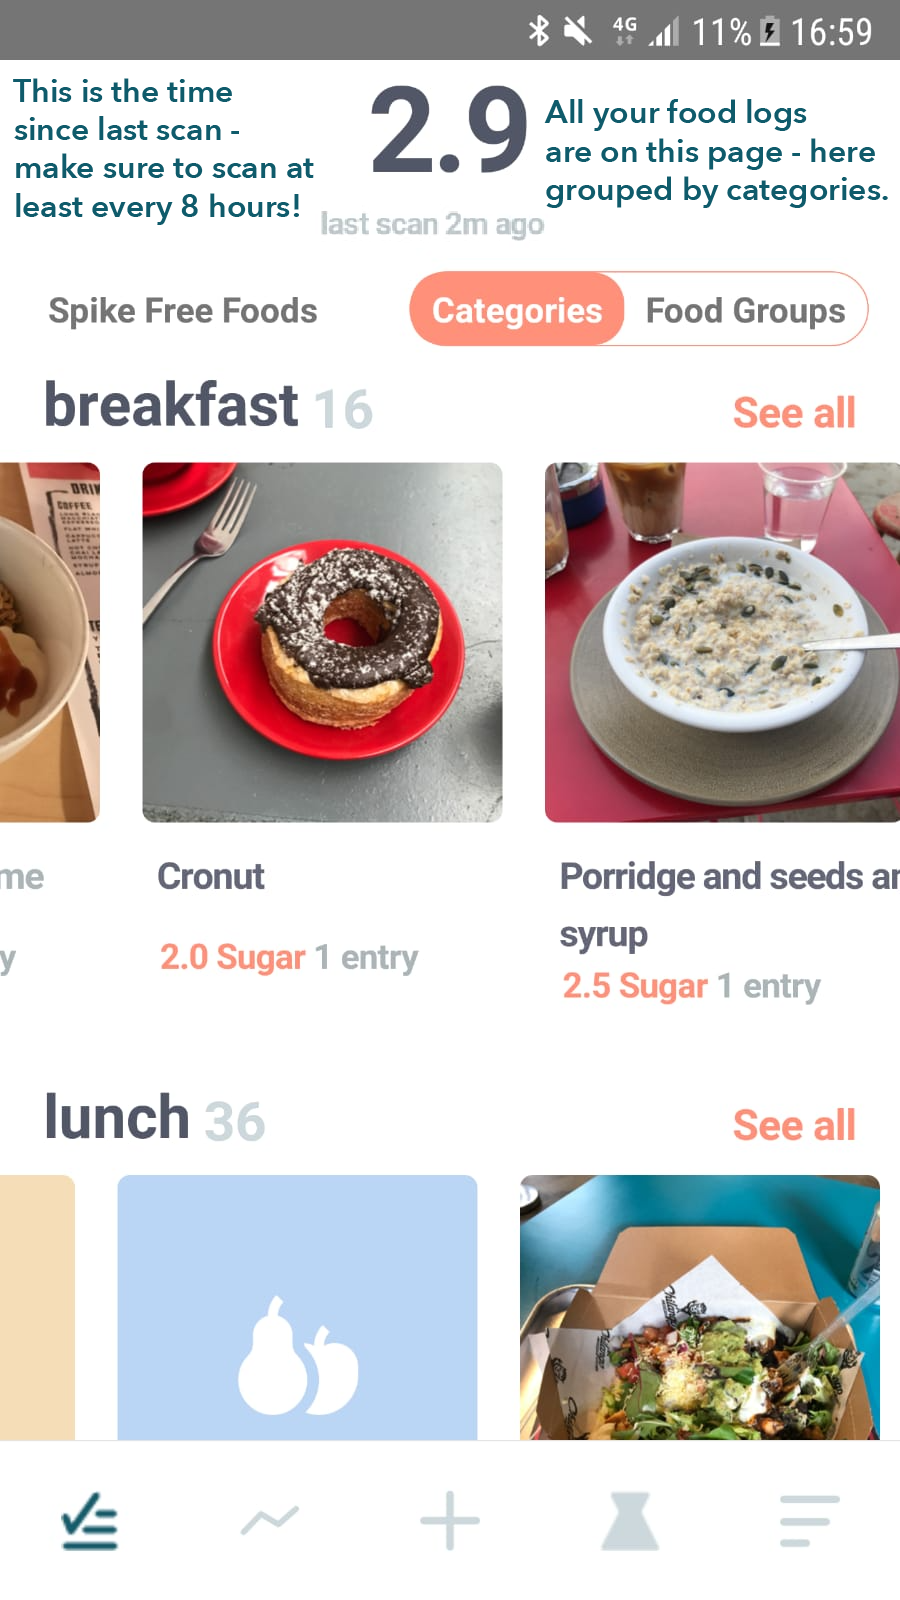 4G 11% 16:59
This is the time
since last scan -
make sure to scan at
least every 8 hours!
2.9
last scan 2m ago
All your food logs
are on this page - here
grouped by categories.
Spike Free Foods
Categories
Food Groups
breakfast 16
See all
COFFEE
FLAT
me
y
Cronut
2.0 Sugar 1 entry
Porridge and seeds an
syrup
2.5 Sugar 1 entry
lunch 36
See all